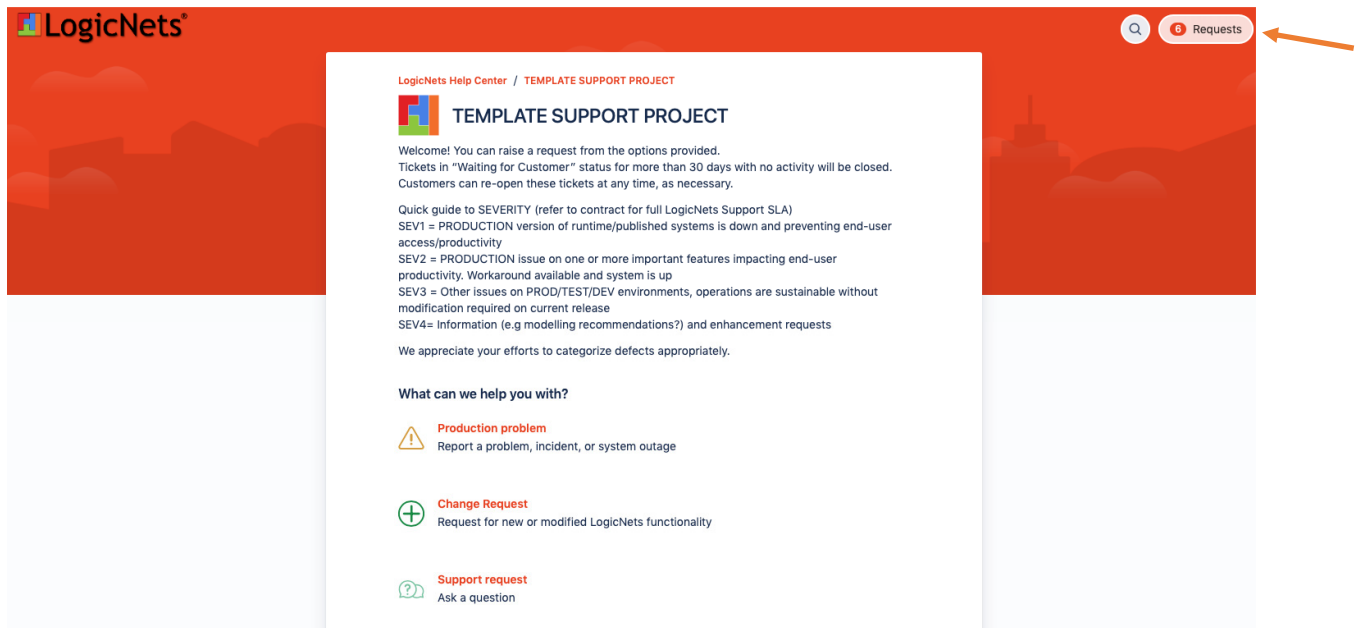 LogicNets®
6 Requests
LogicNets Help Center / TEMPLATE SUPPORT PROJECT
TEMPLATE SUPPORT PROJECT
Welcome! You can raise a request from the options provided.
Tickets in “Waiting for Customer” status for more than 30 days with no activity will be closed.
Customers can re-open these tickets at any time, as necessary.
Quick guide to SEVERITY (refer to contract for full LogicNets Support SLA)
SEV1 = PRODUCTION version of runtime/published systems is down and preventing end-user
access/productivity
SEV2 = PRODUCTION issue on one or more important features impacting end-user
productivity. Workaround available and system is up
SEV3 = Other issues on PROD/TEST/DEV environments, operations are sustainable without
modification required on current release
SEV4= Information (e.g modelling recommendations?) and enhancement requests
We appreciate your efforts to categorize defects appropriately.
What can we help you with?
Production problem
Report a problem, incident, or system outage
Change Request
Request for new or modified LogicNets functionality
Support request
Ask a question